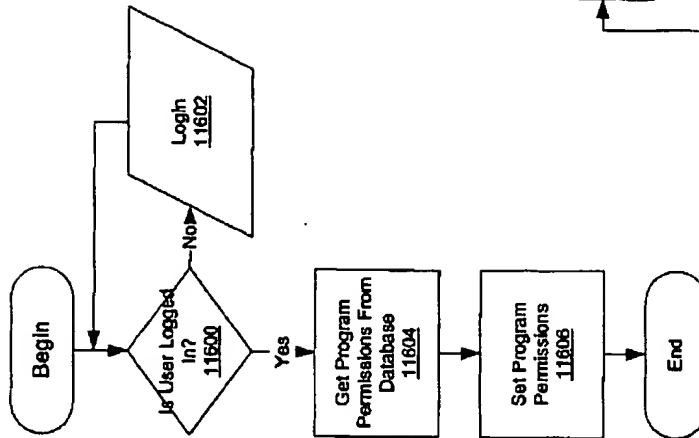 Begin
Is User Logged
In?
11600
No
LogIn
11602
Yes
Get Program
Permissions From
Database
11604
Set Program
Permissions
11606
End